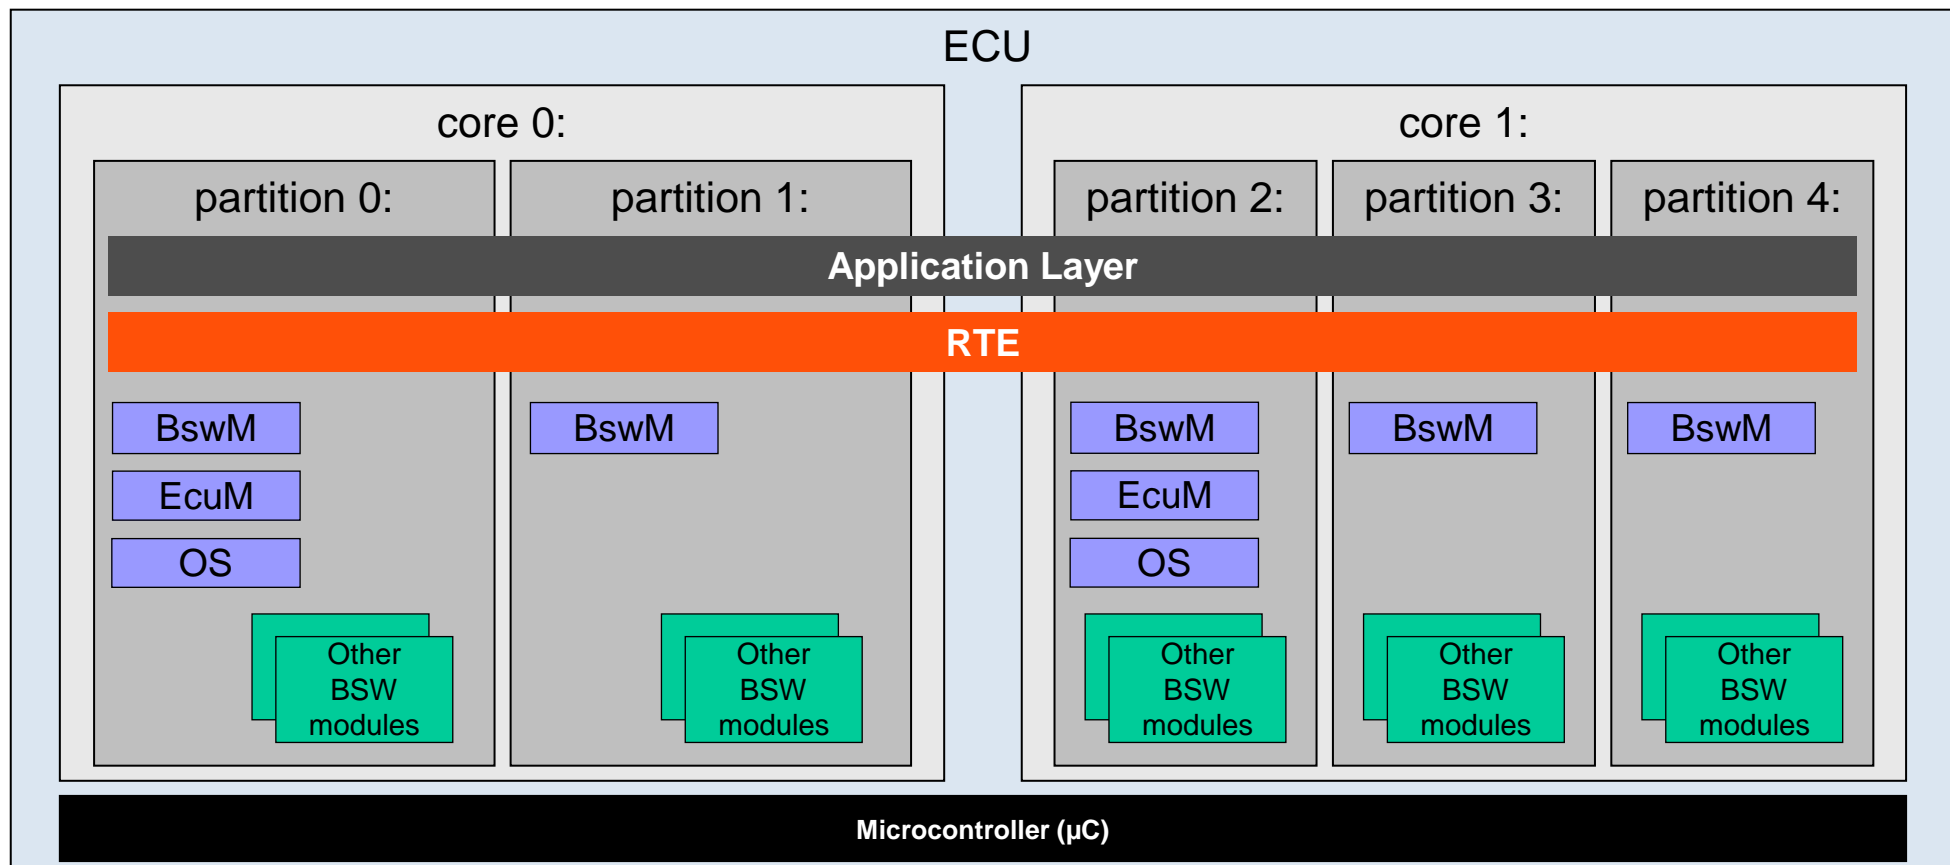 ECU
core 0:
core 1:
partition 0:
partition 1:
partition 2:
partition 3:
partition 4:
Application Layer
RTE
BswM
BswM
BswM
BswM
BswM
EcuM
EcuM
OS
OS
Other
BSW
modules
Other
BSW
modules
Other
BSW
modules
Other
BSW
modules
Other
BSW
modules
Microcontroller (µC)